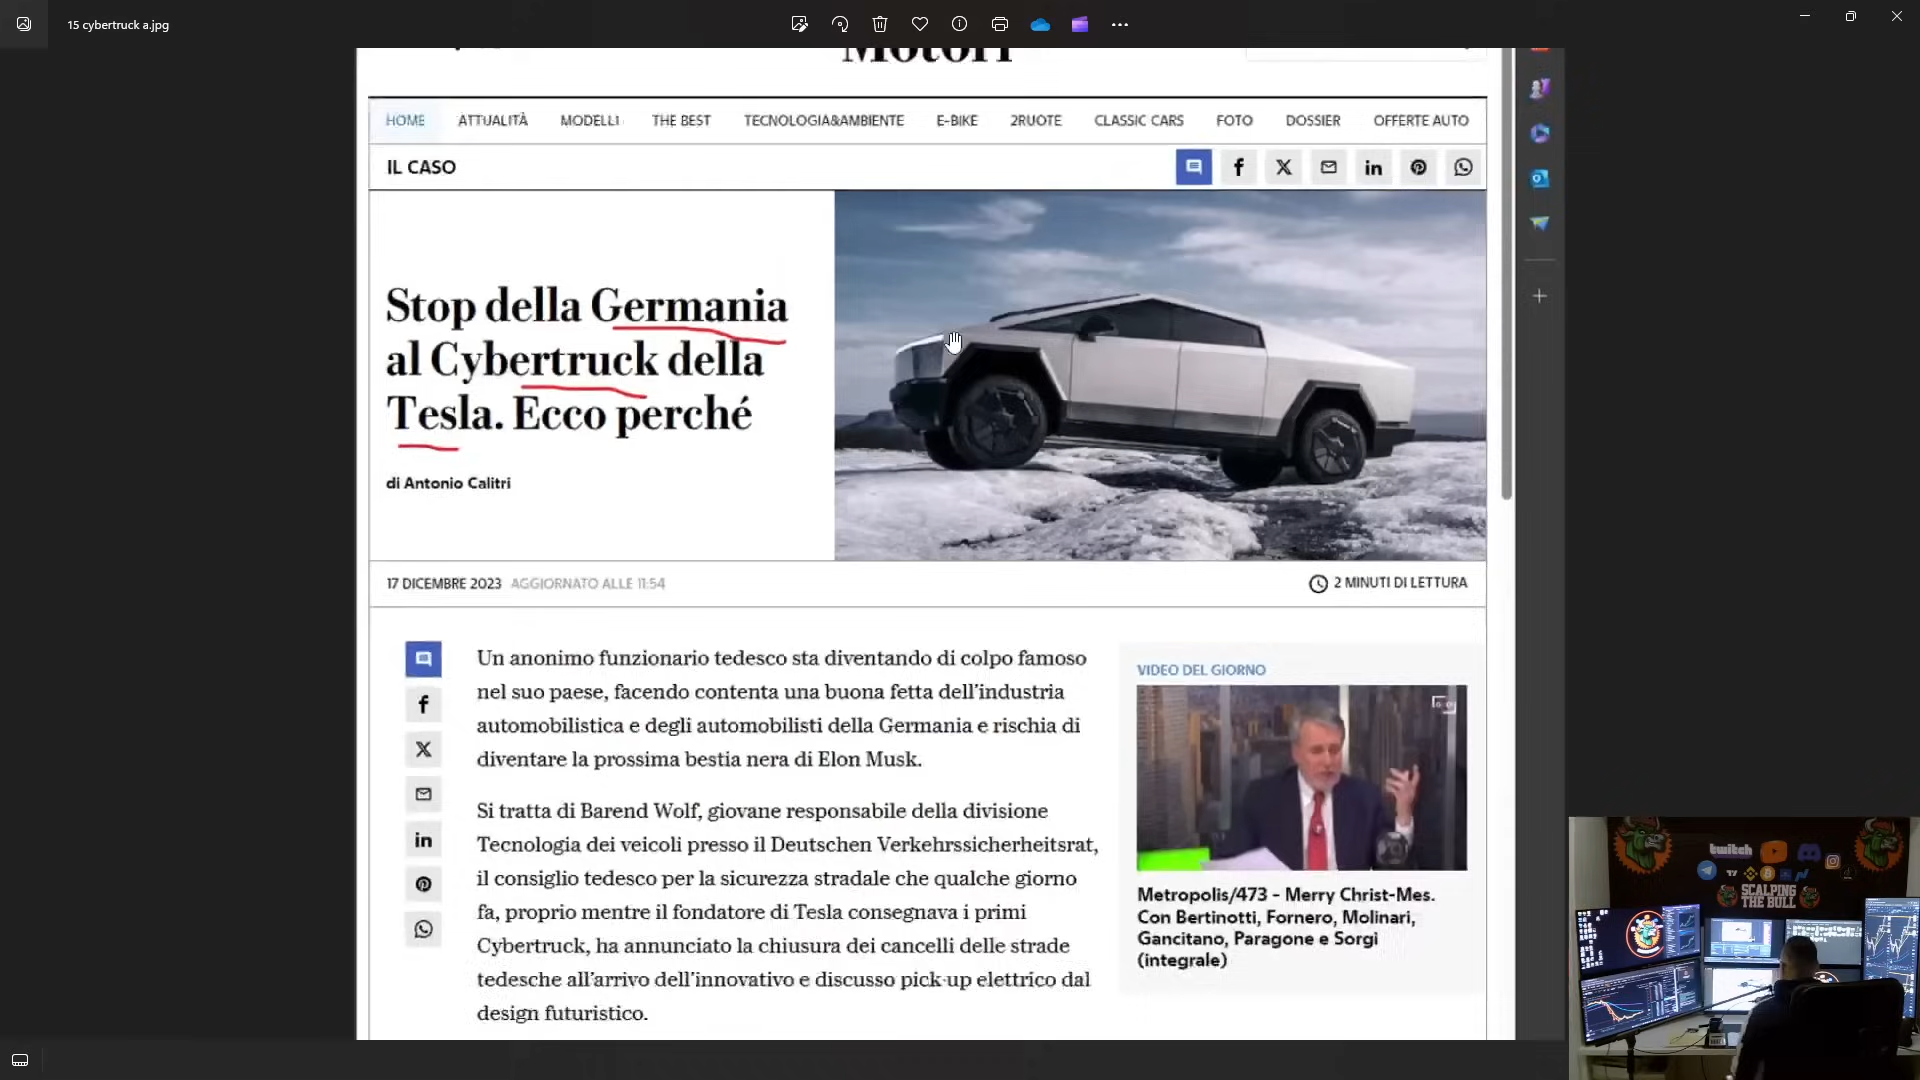 15 cybertruck a.jpg
Motori
HOME ATTUALITÀ MODELLI THE BEST TECNOLOGIA&AMBIENTE E-BIKE 2RUOTE CLASSIC CARS FOTO DOSSIER OFFERTE AUTO
IL CASO
Stop della Germania
al Cybertruck della
Tesla. Ecco perché
di Antonio Calitri
17 DICEMBRE 2023 AGGIORNATO ALLE 11:54
2 MINUTI DI LETTURA
Un anonimo funzionario tedesco sta diventando di colpo famoso
nel suo paese, facendo contenta una buona fetta dell'industria
automobilistica e degli automobilisti della Germania e rischia di
diventare la prossima bestia nera di Elon Musk.
Si tratta di Barend Wolf, giovane responsabile della divisione
Tecnologia dei veicoli presso il Deutschen Verkehrssicherheitsrat,
il consiglio tedesco per la sicurezza stradale che qualche giorno
fa, proprio mentre il fondatore di Tesla consegnava i primi
Cybertruck, ha annunciato la chiusura dei cancelli delle strade
tedesche all'arrivo dell'innovativo e discusso pick-up elettrico dal
design futuristico.
VIDEO DEL GIORNO
Metropolis/473 - Merry Christ-Mes.
Con Bertinotti, Fornero, Molinari,
Gancitano, Paragone e Sorgi
(integrale)
twitch
SCALPING
THE BULL